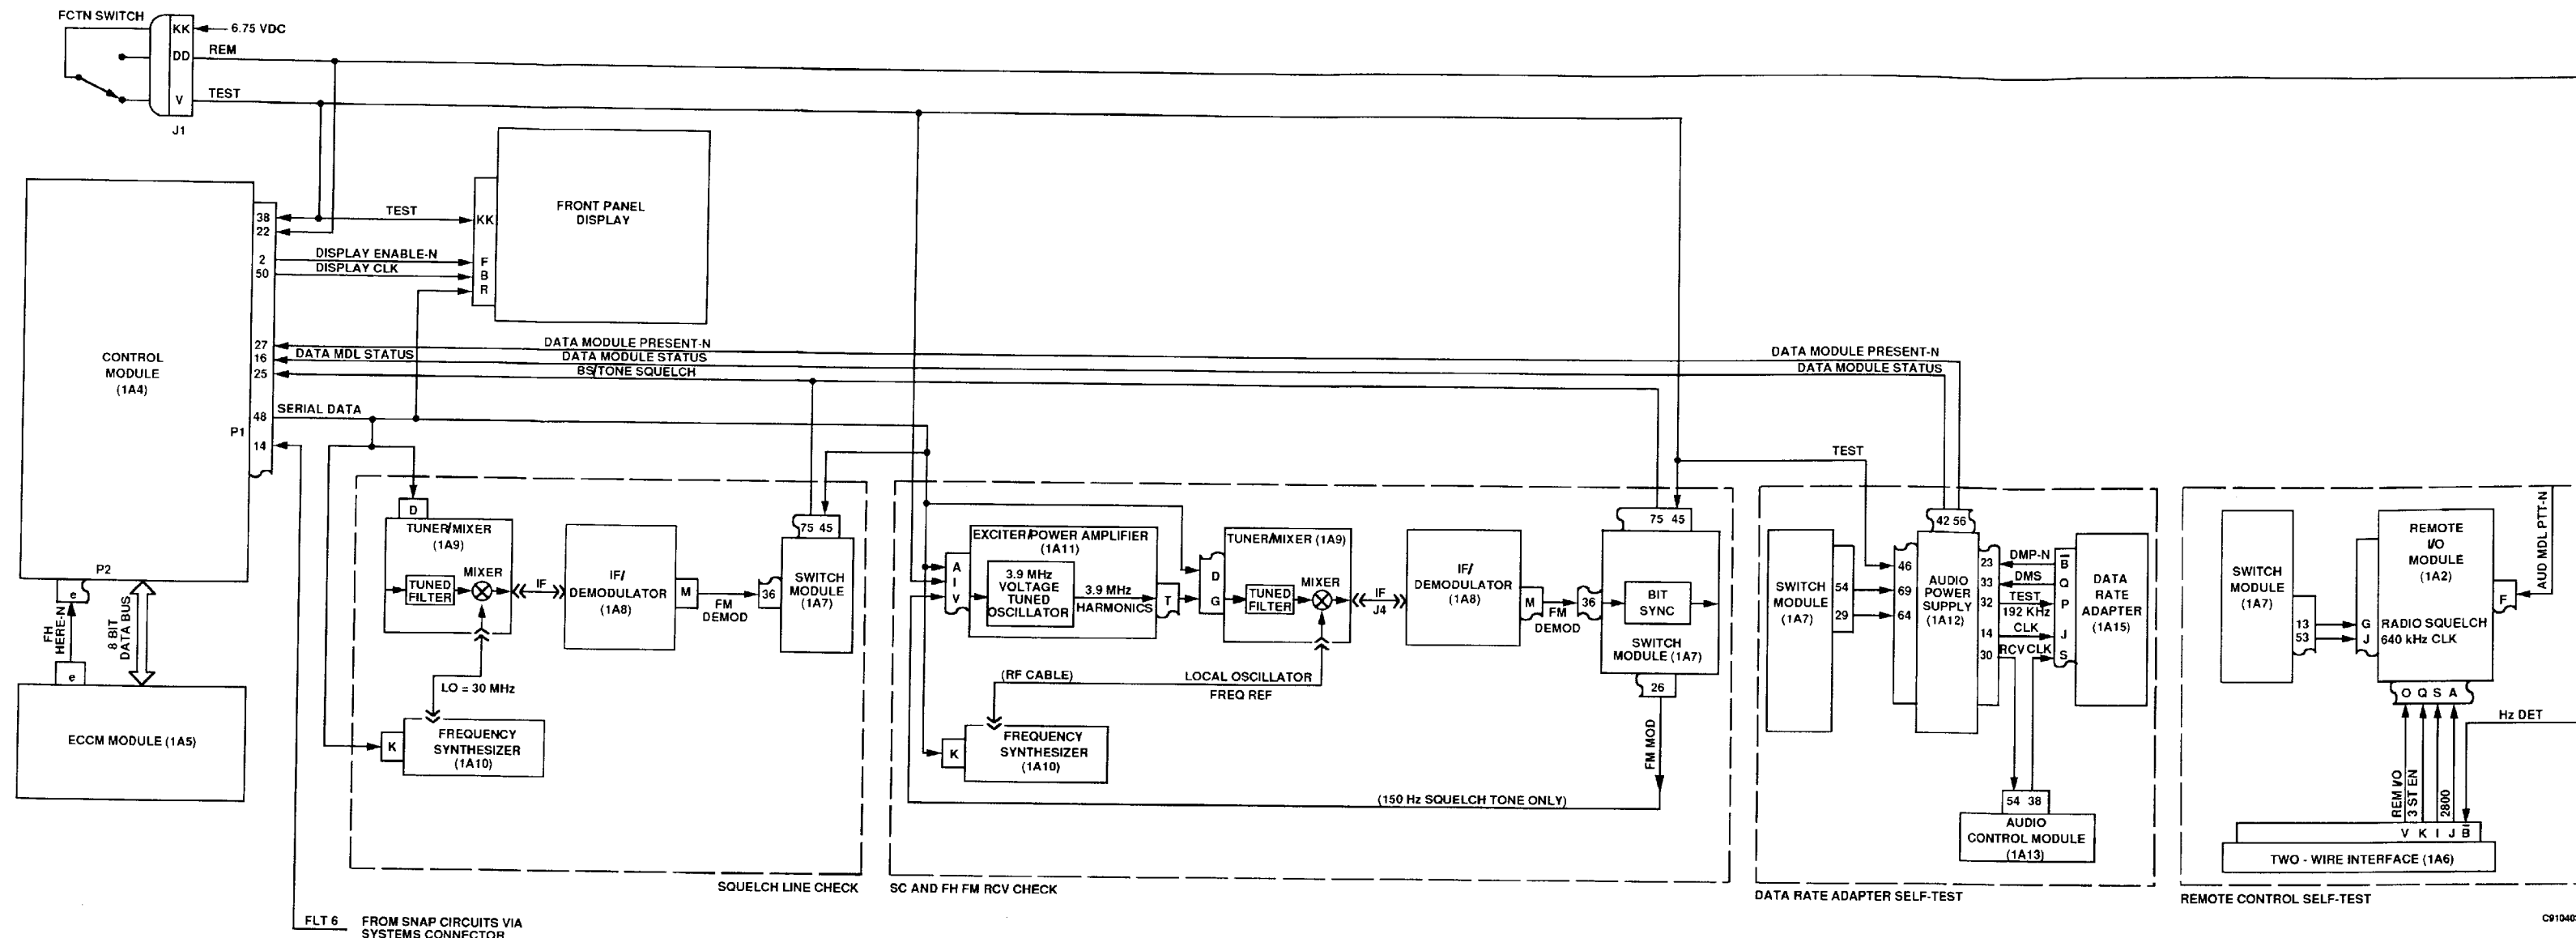 FCTN SWITCH
KK
6.75 VDC
DD
REM
V
TEST
J1
CONTROL
MODULE
(1A4)
38
22
2
50
27
16
25
48
14
P1
P2
TEST
DISPLAY ENABLE-N
DISPLAY CLK
KK
F
B
R
FRONT PANEL
DISPLAY
DATA MODULE PRESENT-N
DATA MDL STATUS
DATA MODULE STATUS
BS/TONE SQUELCH
SERIAL DATA
DATA MODULE PRESENT-N
DATA MODULE STATUS
e
FH
HERE-N
8 BIT
DATA BUS
e
ECCM MODULE (1A5)
FLT 6
FROM SNAP CIRCUITS VIA
SYSTEMS CONNECTOR
D
TUNER/MIXER
(1A9)
MIXER
TUNED
FILTER
IF
IF/
DEMODULATOR
(1A8)
M
FM
DEMOD
36
75 45
SWITCH
MODULE
(1A7)
LO = 30 MHz
K
FREQUENCY
SYNTHESIZER
(1A10)
SQUELCH LINE CHECK
A
I
V
EXCITER/POWER AMPLIFIER
(1A11)
3.9 MHz
VOLTAGE
TUNED
OSCILLATOR
3.9 MHz
HARMONICS
T
D
G
TUNER/MIXER (1A9)
TUNED
FILTER
MIXER
IF
J4
IF/
DEMODULATOR
(1A8)
M
FM
DEMOD
36
75 45
BIT
SYNC
SWITCH
MODULE (1A7)
26
FM MOD
(RF CABLE)
LOCAL OSCILLATOR
FREQ REF
K
FREQUENCY
SYNTHESIZER
(1A10)
(150 Hz SQUELCH TONE ONLY)
SC AND FH FM RCV CHECK
TEST
42 56
SWITCH
MODULE
(1A7)
54
29
46
69
64
AUDIO
POWER
SUPPLY
(1A12)
23
33
32
14
30
DMP-N
DMS
TEST
192 KHz
CLK
RCV CLK
B
Q
P
J
S
DATA
RATE
ADAPTER
(1A15)
54 38
AUDIO
CONTROL MODULE
(1A13)
DATA RATE ADAPTER SELF-TEST
SWITCH
MODULE
(1A7)
13
53
G
J
REMOTE
I/O
MODULE
(1A2)
RADIO SQUELCH
640 kHz CLK
F
AUD MDL PTT-N
O Q S A
REM I/O
3 ST EN
2800
Hz DET
V K I J B
TWO - WIRE INTERFACE (1A6)
REMOTE CONTROL SELF-TEST